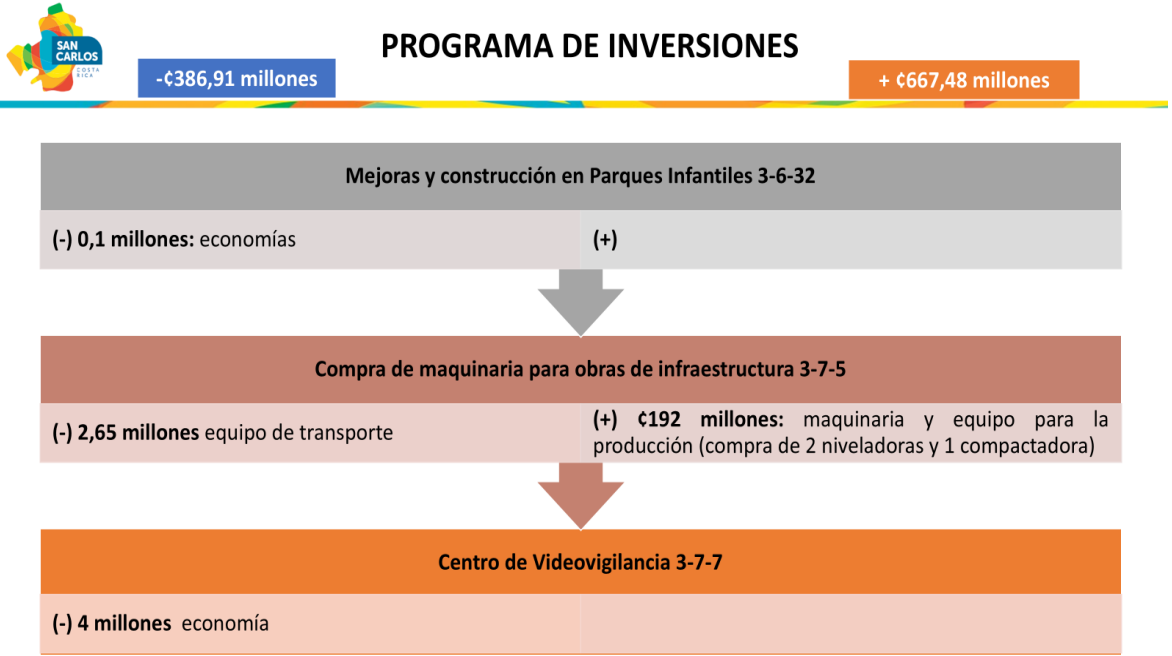 SAN
CARLOS
COSTA
RICA
PROGRAMA DE INVERSIONES
-¢386,91 millones
+ ¢667,48 millones
Mejoras y construcción en Parques Infantiles 3-6-32
(-) 0,1 millones: economías
(+)
Compra de maquinaria para obras de infraestructura 3-7-5
(-) 2,65 millones equipo de transporte
(+) ¢192 millones: maquinaria y equipo para la
producción (compra de 2 niveladoras y 1 compactadora)
Centro de Videovigilancia 3-7-7
(-) 4 millones economía